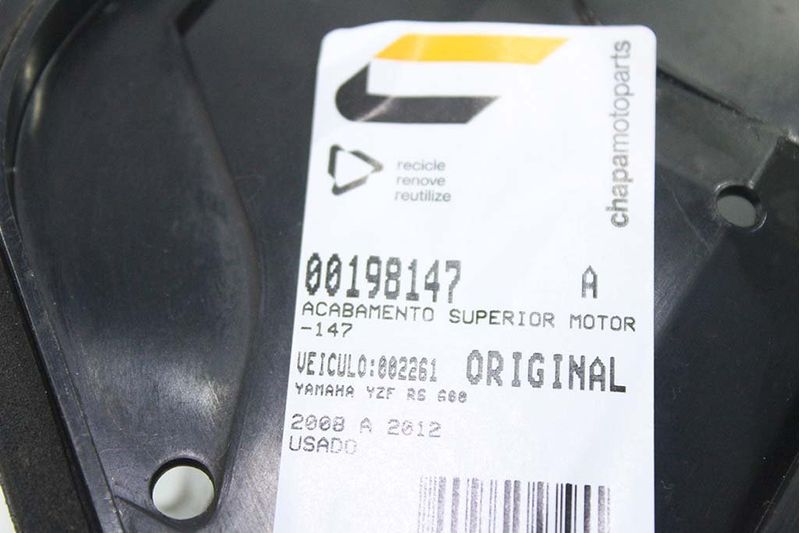 chapamotoparts
recicle
renove
reutilize
00198147 A
ACABAMENTO SUPERIOR MOTOR
-147
VEICULO:002261 ORIGINAL
YAMAHA YZF R6 600
2008 A 2012
USADO